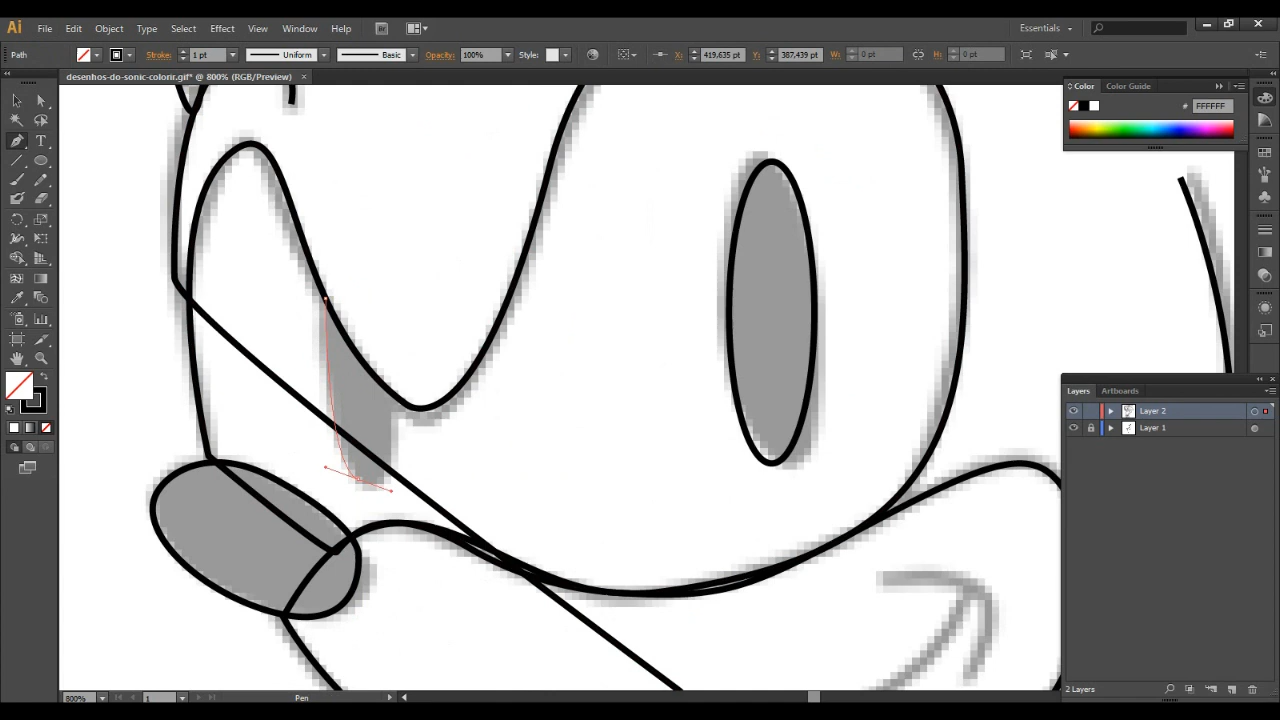 Ai File Edit Object Type Select Effect View Window Help Br Essentials
Path Stroke: 1 pt Uniform Basic Opacity: 100% Style: X: 419,635 pt Y: 387,439 pt W: 0 pt H: 0 pt
desenhos-do-sonic-colorir.gif* @ 800% (RGB/Preview)
Color Color Guide
# FFFFFF
Layers Artboards
Layer 2
Layer 1
2 Layers
800% 1 Pen